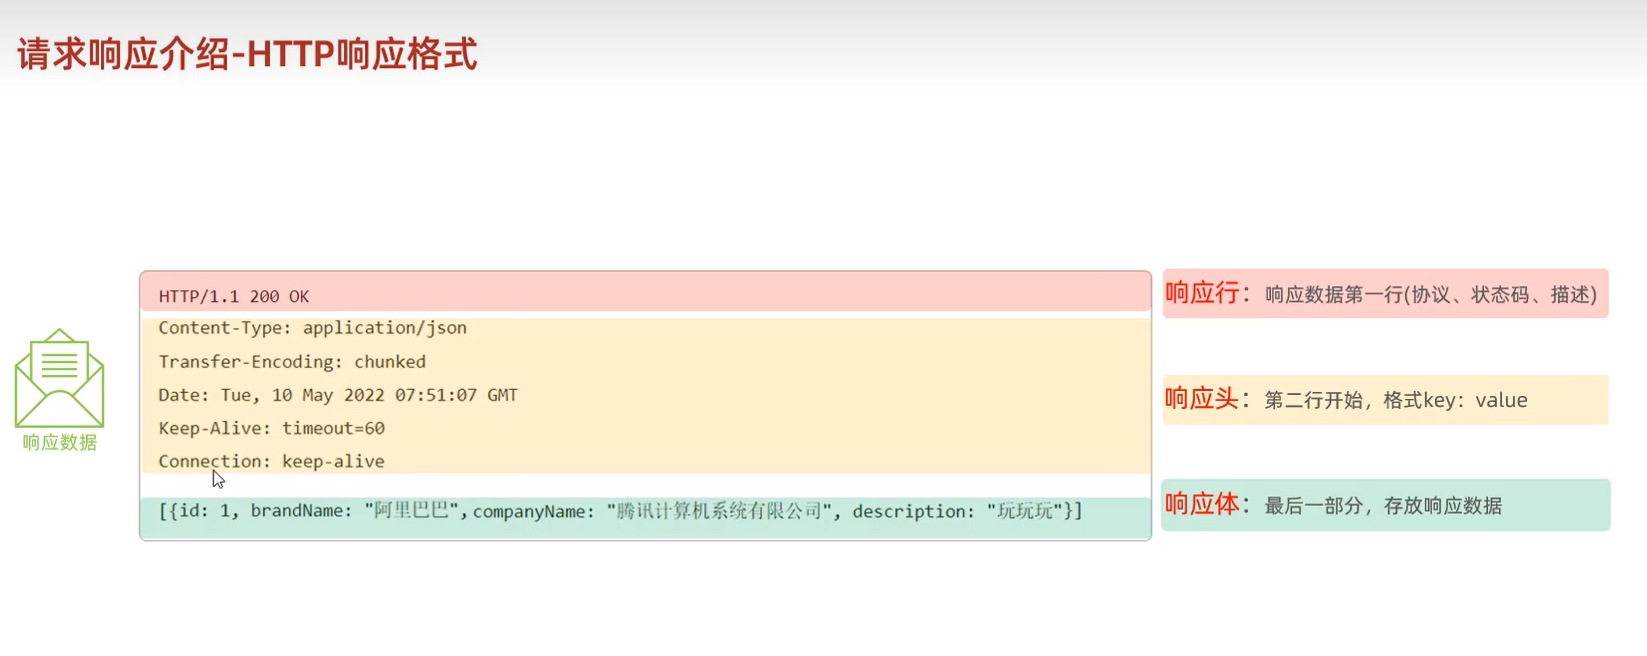 请求响应介绍-HTTP响应格式
HTTP/1.1 200 OK
Content-Type: application/json
Transfer-Encoding: chunked
Date: Tue, 10 May 2022 07:51:07 GMT
Keep-Alive: timeout=60
Connection: keep-alive
[{id: 1, brandName: "阿里巴巴",companyName: "腾讯计算机系统有限公司", description: "玩玩玩"}]
响应数据
响应行：响应数据第一行(协议、状态码、描述)
响应头：第二行开始，格式key：value
响应体：最后一部分，存放响应数据